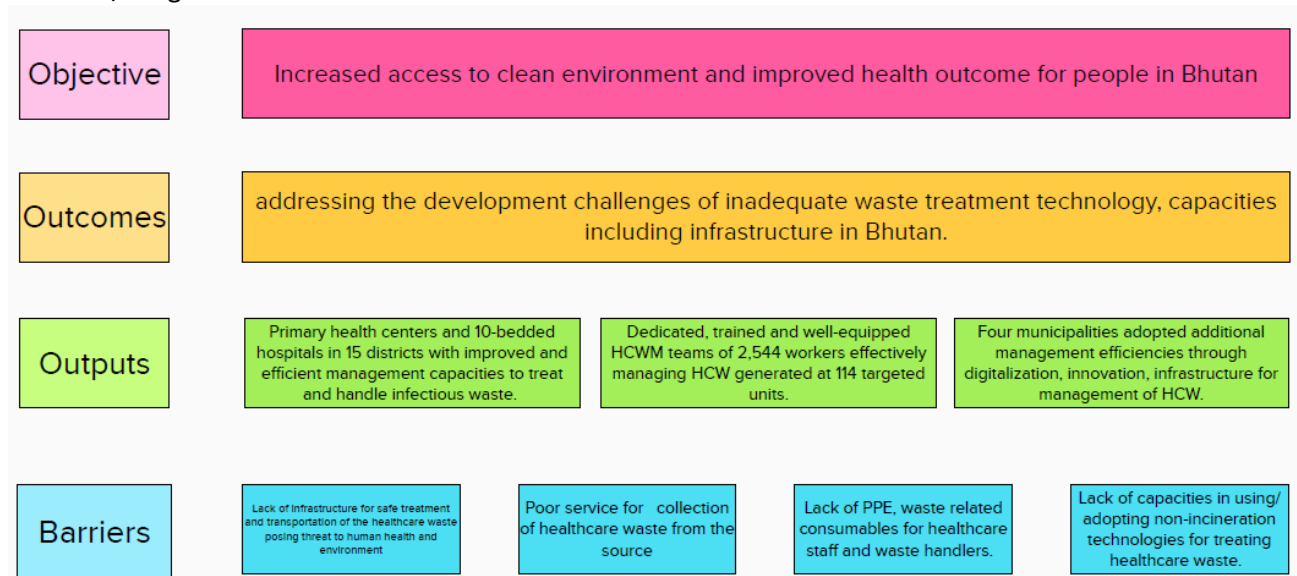 Objective
Increased access to clean environment and improved health outcome for people in Bhutan
Outcomes
addressing the development challenges of inadequate waste treatment technology, capacities
including infrastructure in Bhutan.
Outputs
Primary health centers and 10-bedded
hospitals in 15 districts with improved and
efficient management capacities to treat
and handle infectious waste.
Dedicated, trained and well-equipped
HCWM teams of 2,544 workers effectively
managing HCW generated at 114 targeted
units.
Four municipalities adopted additional
management efficiencies through
digitalization, innovation, infrastructure for
management of HCW.
Barriers
Lack of infrastructure for safe treatment
and transportation of the healthcare waste
posing threat to human health and
environment
Poor service for collection
of healthcare waste from the
source
Lack of PPE, waste related
consumables for healthcare
staff and waste handlers.
Lack of capacities in using/
adopting non-incineration
technologies for treating
healthcare waste.